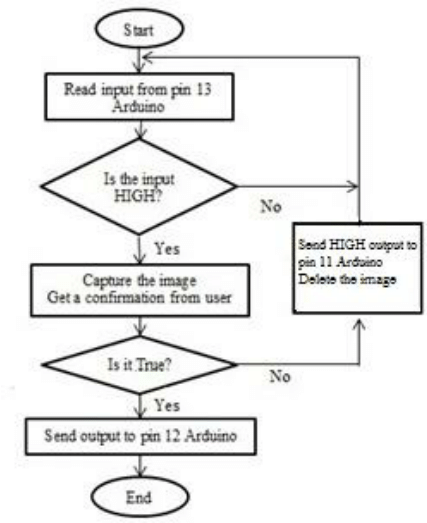 Start
Read input from pin 13
Arduino
Is the input
HIGH?
No
Yes
Send HIGH output to
pin 11 Arduino
Delete the image
Capture the image
Get a confirmation from user
Is it True?
No
Yes
Send output to pin 12 Arduino
End